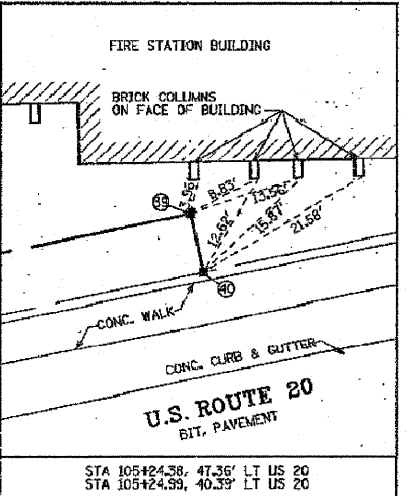 FIRE STATION BUILDING
BRICK COLUMNS
ON FACE OF BUILDING
39
8.83'
13.56'
12.62'
15.87'
21.58'
40
CONC. WALK
CONC. CURB & GUTTER
U.S. ROUTE 20
BIT. PAVEMENT
STA 105+24.38, 47.36' LT US 20
STA 105+24.99, 40.39' LT US 20